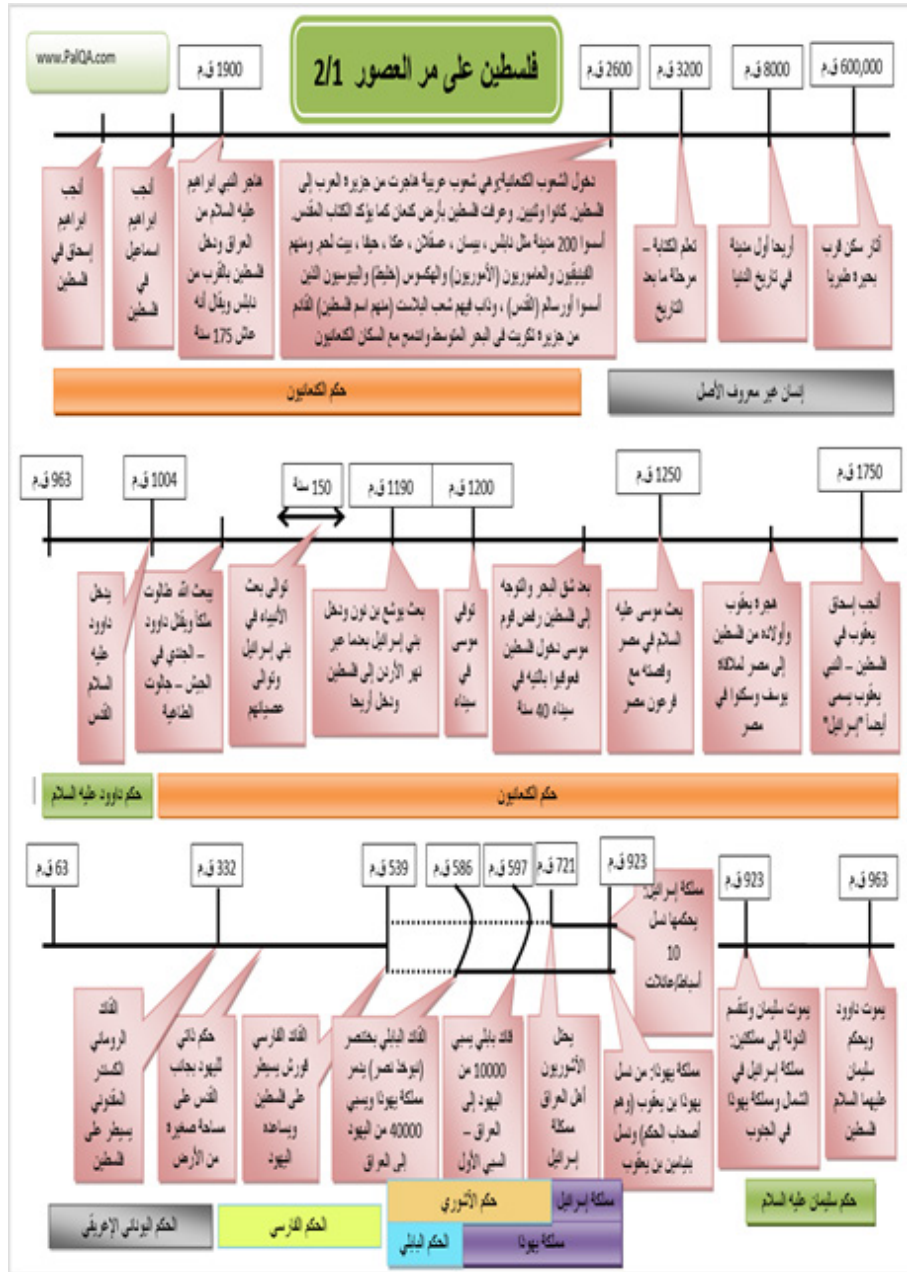 فلسطين على مر العصور 2/1
www.PalQA.com
600,000 ق.م
8000 ق.م
3200 ق.م
2600 ق.م
1900 ق.م
آثار سكن قرب
بحيرة طبريا
أريحا أول مدينة
في تاريخ الدنيا
تعلم الكتابة –
مرحلة ما بعد
التاريخ
دخول الشعوب الكنعانية وهي شعوب عربية هاجرت من جزيرة العرب إلى
فلسطين. كانوا وثنيين. وعرفت فلسطين بأرض كنعان كما يؤكد الكتاب المقدس.
أسسوا 200 مدينة مثل نابلس ، بيسان ، عسقلان ، عكا ، حيفا ، بيت لحم. ومنهم
الفينيقيون والعاموريون (الأموريون) والهكسوس (خليط) واليبوسيون الذين
أسسوا أورسالم (القدس) ، وذاب فيهم شعب البلاست (منهم اسم فلسطين) القادم
من جزيرة تكريت في البحر المتوسط واندمج مع السكان الكنعانيون
هاجر النبي ابراهيم
عليه السلام من
العراق ودخل
فلسطين بالقرب من
نابلس ويقال أنه
عاش 175 سنة
أنجب
ابراهيم
اسماعيل
في
فلسطين
أنجب
ابراهيم
إسحاق في
فلسطين
إنسان غير معروف الأصل
حكم الكنعانيون
1750 ق.م
1250 ق.م
1200 ق.م
1190 ق.م
150 سنة
1004 ق.م
963 ق.م
أنجب إسحاق
يعقوب في
فلسطين – النبي
يعقوب يسمى
أيضاً "إسرائيل"
هجرة يعقوب
وأولاده من فلسطين
إلى مصر لملاقاة
يوسف وسكنوا في
مصر
بعث موسى عليه
السلام في مصر
وقصته مع
فرعون مصر
بعد شق البحر والتوجه
إلى فلسطين رفض قوم
موسى دخول فلسطين
فعوقبوا بالتيه في
سيناء 40 سنة
توفي
موسى
في
سيناء
بعث يوشع بن نون ودخل
بني إسرائيل بعدما عبر
نهر الأردن إلى فلسطين
ودخل أريحا
توالى بعث
الأنبياء في
بني إسرائيل
وتوالى
عصيانهم
يبعث الله طالوت
ملكاً ويقتل داوود
– الجندي في
الجيش – جالوت
الطاغية
يدخل
داوود
عليه
السلام
القدس
حكم الكنعانيون
حكم داوود عليه السلام
963 ق.م
923 ق.م
923 ق.م
721 ق.م
597 ق.م
586 ق.م
539 ق.م
332 ق.م
63 ق.م
يموت داوود
ويحكم
سليمان
عليهما السلام
فلسطين
يموت سليمان وتنقسم
الدولة إلى مملكتين:
مملكة إسرائيل في
الشمال ومملكة يهوذا
في الجنوب
مملكة إسرائيل:
يحكمها نسل
10
أسباط/عائلات
مملكة يهوذا: من نسل
يهوذا بن يعقوب (وهم
أصحاب الحكم) ونسل
بنيامين بن يعقوب
يحتل
الآشوريون
أهل العراق
مملكة
إسرائيل
قائد بابلي يسبي
10000 من
اليهود إلى
العراق –
السبي الأول
القائد البابلي بختنصر
(نبوخذ نصر) يدمر
مملكة يهوذا ويسبي
40000 من اليهود
إلى العراق
القائد الفارسي
قورش يسيطر
على فلسطين
ويساعده
اليهود
حكم ذاتي
لليهود بجانب
القدس على
مساحة صغيرة
من الأرض
القائد
الروماني
الكسندر
المقدوني
يسيطر على
فلسطين
حكم سليمان عليه السلام
مملكة إسرائيل
حكم الأشوري
مملكة يهوذا
الحكم البابلي
الحكم الفارسي
الحكم اليوناني الإغريقي